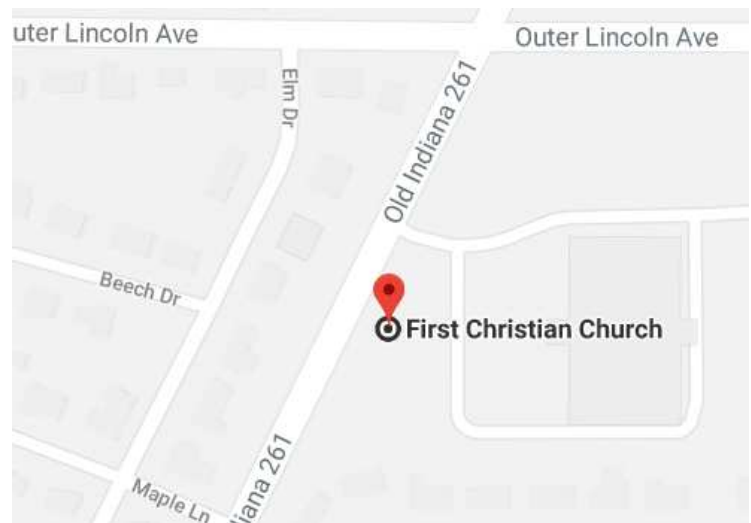 uter Lincoln Ave
Outer Lincoln Ave
Elm Dr
Old Indiana 261
Beech Dr
First Christian Church
Maple Ln
diana 261